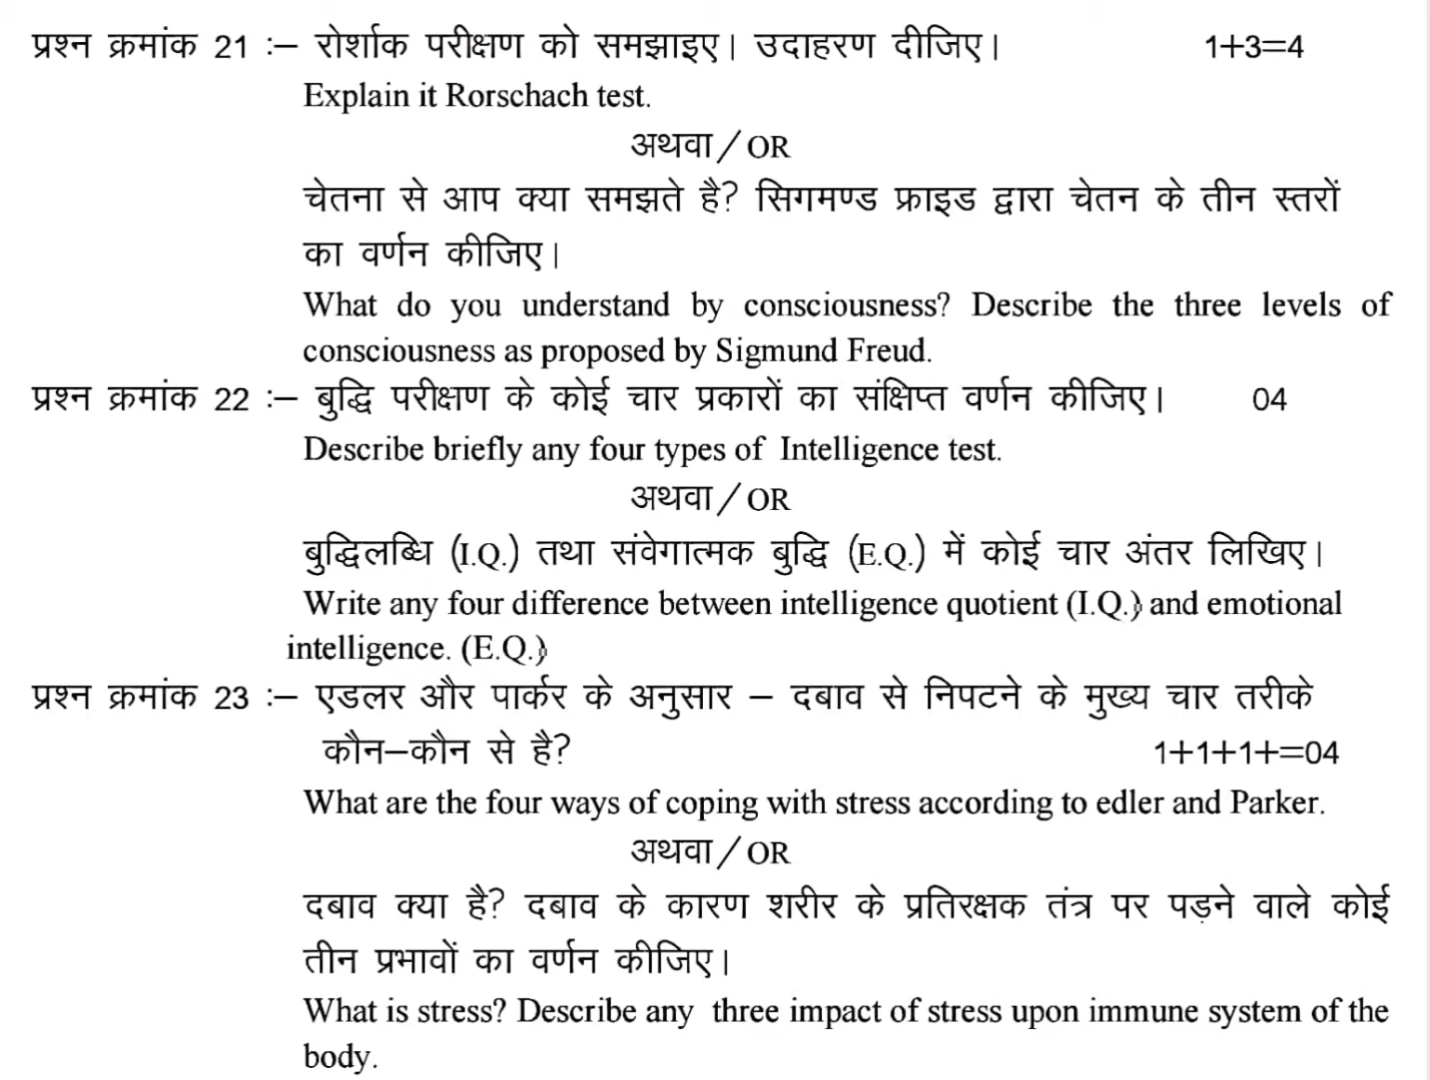 प्रश्न क्रमांक 21 :– रोर्शाक परीक्षण को समझाइए। उदाहरण दीजिए। 1+3=4
Explain it Rorschach test.
अथवा/OR
चेतना से आप क्या समझते है? सिगमण्ड फ्राइड द्वारा चेतन के तीन स्तरों
का वर्णन कीजिए।
What do you understand by consciousness? Describe the three levels of
consciousness as proposed by Sigmund Freud.
प्रश्न क्रमांक 22 :– बुद्धि परीक्षण के कोई चार प्रकारों का संक्षिप्त वर्णन कीजिए। 04
Describe briefly any four types of Intelligence test.
अथवा/OR
बुद्धिलब्धि (I.Q.) तथा संवेगात्मक बुद्धि (E.Q.) में कोई चार अंतर लिखिए।
Write any four difference between intelligence quotient (I.Q.) and emotional
intelligence. (E.Q.)
प्रश्न क्रमांक 23 :– एडलर और पार्कर के अनुसार – दबाव से निपटने के मुख्य चार तरीके
कौन–कौन से है? 1+1+1+=04
What are the four ways of coping with stress according to edler and Parker.
अथवा/OR
दबाव क्या है? दबाव के कारण शरीर के प्रतिरक्षक तंत्र पर पड़ने वाले कोई
तीन प्रभावों का वर्णन कीजिए।
What is stress? Describe any three impact of stress upon immune system of the
body.